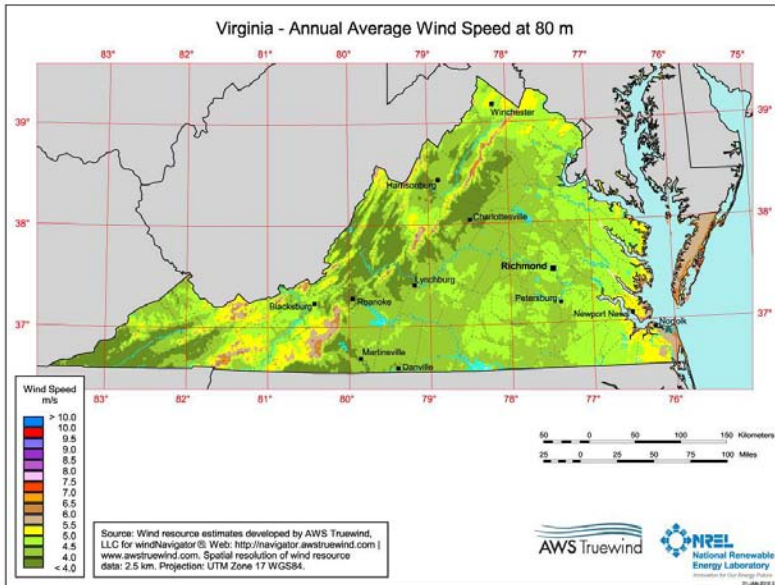 Virginia - Annual Average Wind Speed at 80 m
83° 82° 81° 80° 79° 78° 77° 76° 75°
39° 39°
Winchester
Harrisonburg
38° 38°
Charlottesville
Richmond
Lynchburg
Petersburg
Blacksburg
Roanoke
Newport News
37° 37°
Norfolk
Martinsville
Danville
83° 82° 81° 80° 79° 78° 77° 76°
Wind Speed
m/s
> 10.0
10.0
9.5
9.0
8.5
8.0
7.5
7.0
6.5
6.0
5.5
5.0
4.5
4.0
< 4.0
50 0 50 100 150 Kilometers
25 0 25 50 75 100 Miles
Source: Wind resource estimates developed by AWS Truewind,
LLC for windNavigator®. Web: http://navigator.awstruewind.com |
www.awstruewind.com. Spatial resolution of wind resource
data: 2.5 km. Projection: UTM Zone 17 WGS84.
AWS Truewind
NREL
National Renewable
Energy Laboratory
Innovation for Our Energy Future